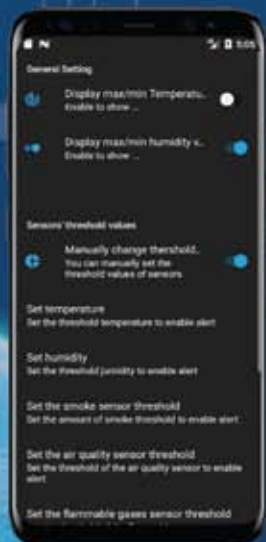 N 5:05
General Setting
Display max/min Temperatu..
Enable to show ...
Display max/min humidity v..
Enable to show ...
Sensors' threshold values
Manually change thershold..
You can manually set the
threshold values of sensors
Set temperature
Set the threshold temperature to enable alert
Set humidity
Set the threshold jumidity to enable alert
Set the smoke sensor threshold
Set the amount of smoke threshold to enable alert
Set the air quality sensor threshold
Set the threshold of the air quality sensor to enable
alert
Set the flammable gases sensor threshold